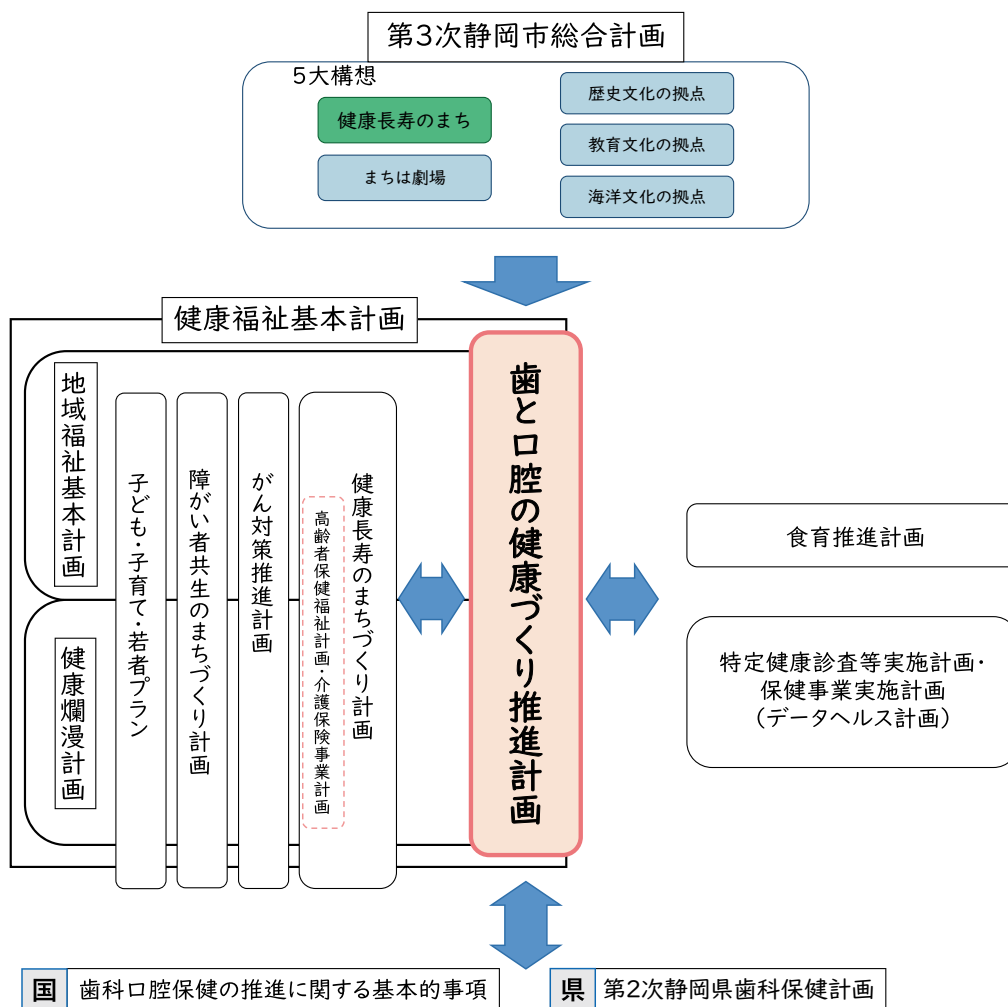 第3次静岡市総合計画
5大構想
健康長寿のまち
まちは劇場
歴史文化の拠点
教育文化の拠点
海洋文化の拠点
健康福祉基本計画
地域福祉基本計画
健康爛漫計画
子ども・子育て・若者プラン
障がい者共生のまちづくり計画
がん対策推進計画
健康長寿のまちづくり計画
高齢者保健福祉計画・介護保険事業計画
歯と口腔の健康づくり推進計画
食育推進計画
特定健康診査等実施計画・
保健事業実施計画
（データヘルス計画）
国 歯科口腔保健の推進に関する基本的事項
県 第2次静岡県歯科保健計画